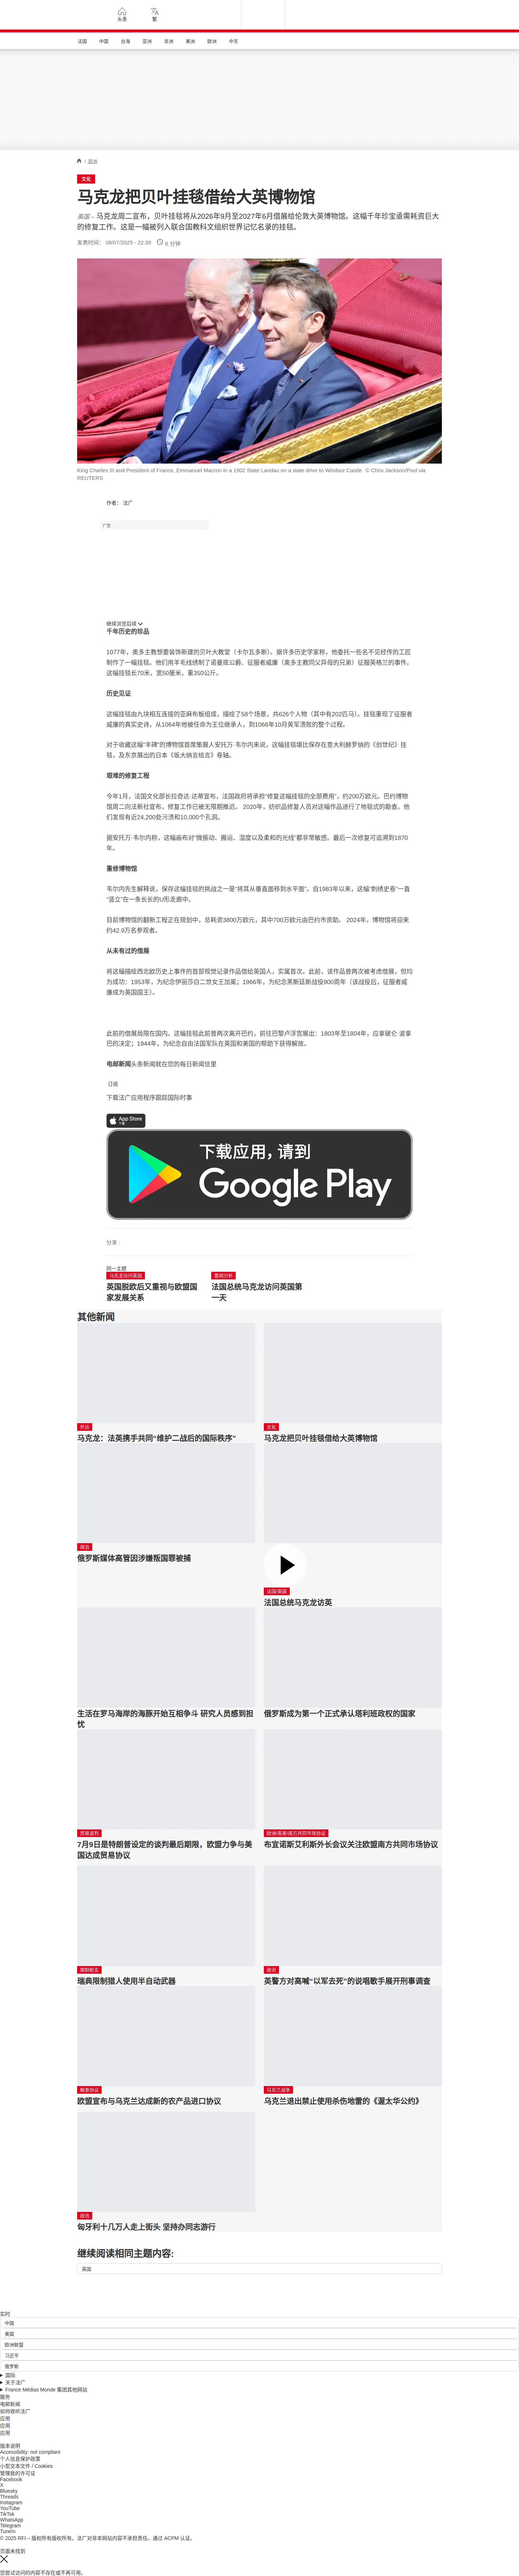 头条
繁
法国
中国
台海
亚洲
非洲
美洲
欧洲
中东
/ 欧洲
文化
马克龙把贝叶挂毯借给大英博物馆
英国 – 马克龙周二宣布，贝叶挂毯将从2026年9月至2027年6月借展给伦敦大英博物馆。这幅千年珍宝亟需耗资巨大
的修复工作。这是一幅被列入联合国教科文组织世界记忆名录的挂毯。
发表时间： 08/07/2025 - 22:39
6 分钟
King Charles III and President of France, Emmanuel Macron in a 1902 State Landau on a state drive to Windsor Castle. © Chris Jackson/Pool via
REUTERS
作者： 法广
广告
继续浏览后续
千年历史的珍品
1077年，奥多主教想要装饰新建的贝叶大教堂（卡尔瓦多斯）。据许多历史学家称，他委托一些名不见经传的工匠
制作了一幅挂毯。他们用羊毛线绣制了诺曼底公爵、征服者威廉（奥多主教同父异母的兄弟）征服英格兰的事件。
这幅挂毯长70米，宽50厘米，重350公斤。
历史见证
这幅挂毯由九块相互连接的亚麻布板组成，描绘了58个场景，共626个人物（其中有202匹马）。挂毯重现了征服者
威廉的真实史诗，从1064年他被任命为王位继承人，到1066年10月英军溃败的整个过程。
对于收藏这幅“丰碑”的博物馆首席策展人安托万·韦尔内来说，这幅挂毯堪比保存在意大利赫罗纳的《创世纪》挂
毯，及东京展出的日本《坂大纳言绘言》卷轴。
艰难的修复工程
今年1月，法国文化部长拉奇达·达蒂宣布，法国政府将承担“修复这幅挂毯的全部费用”，约200万欧元。巴约博物
馆周二向法新社宣布，修复工作已被无限期推迟。 2020年，纺织品修复人员对这幅作品进行了地毯式的勘查。他
们发现有近24,200处污渍和10,000个孔洞。
据安托万·韦尔内称，这幅画布对“微振动、搬运、湿度以及柔和的光线”都非常敏感。最后一次修复可追溯到1870
年。
重修博物馆
韦尔内先生解释说，保存这幅挂毯的挑战之一是“将其从垂直面移到水平面”。自1983年以来，这幅“刺绣史卷”一直
“竖立”在一条长长的U形走廊中。
目前博物馆的翻新工程正在规划中，总耗资3800万欧元，其中700万欧元由巴约市资助。 2024年，博物馆将迎来
约42.9万名参观者。
从未有过的借展
将这幅描绘西北欧历史上事件的首部视觉记录作品借给英国人，实属首次。此前，该作品曾两次被考虑借展，但均
为成功：1953年，为纪念伊丽莎白二世女王加冕；1966年，为纪念黑斯廷斯战役900周年（该战役后，征服者威
廉成为英国国王）。
此前的借展局限在国内。这幅挂毯此前曾两次离开巴约，前往巴黎卢浮宫展出：1803年至1804年，应拿破仑·波拿
巴的决定；1944年，为纪念自由法国军队在英国和美国的帮助下获得解放。
电邮新闻头条新闻就在您的每日新闻信里
订阅
下载法广应用程序跟踪国际时事
App Store
下载
下载应用，请到
Google Play
分享 :
同一主题
马克龙访问英国
英国脱欧后又重视与欧盟国
家发展关系
要闻分析
法国总统马克龙访问英国第
一天
其他新闻
外访
马克龙：法英携手共同“维护二战后的国际秩序”
文化
马克龙把贝叶挂毯借给大英博物馆
政治
俄罗斯媒体高管因涉嫌叛国罪被捕
法国/英国
法国总统马克龙访英
生活在罗马海岸的海豚开始互相争斗 研究人员感到担
忧
俄罗斯成为第一个正式承认塔利班政权的国家
贸易谈判
7月9日是特朗普设定的谈判最后期限，欧盟力争与美
国达成贸易协议
欧洲/南美/南方共同市场协议
布宜诺斯艾利斯外长会议关注欧盟南方共同市场协议
限制枪支
瑞典限制猎人使用半自动武器
政治
英警方对高喊“以军去死”的说唱歌手展开刑事调查
粮食协议
欧盟宣布与乌克兰达成新的农产品进口协议
乌克兰战争
乌克兰退出禁止使用杀伤地雷的《渥太华公约》
政治
匈牙利十几万人走上街头 坚持办同志游行
继续阅读相同主题内容:
英国
实时
中国
美国
欧洲联盟
习近平
俄罗斯
国际
关于法广
France Médias Monde 集团其他网站
服务
电邮新闻
如何收听法广
应用
应用
应用
版本说明
Accessibility: not compliant
个人信息保护政策
小型文本文件 / Cookies
管理我的许可证
Facebook
X
Bluesky
Threads
Instagram
YouTube
TikTok
WhatsApp
Telegram
TuneIn
© 2025 RFI – 版权所有版权所有。法广对非本网站内容不承担责任。通过 ACPM 认证。
页面未找到
您尝试访问的内容不存在或不再可用。